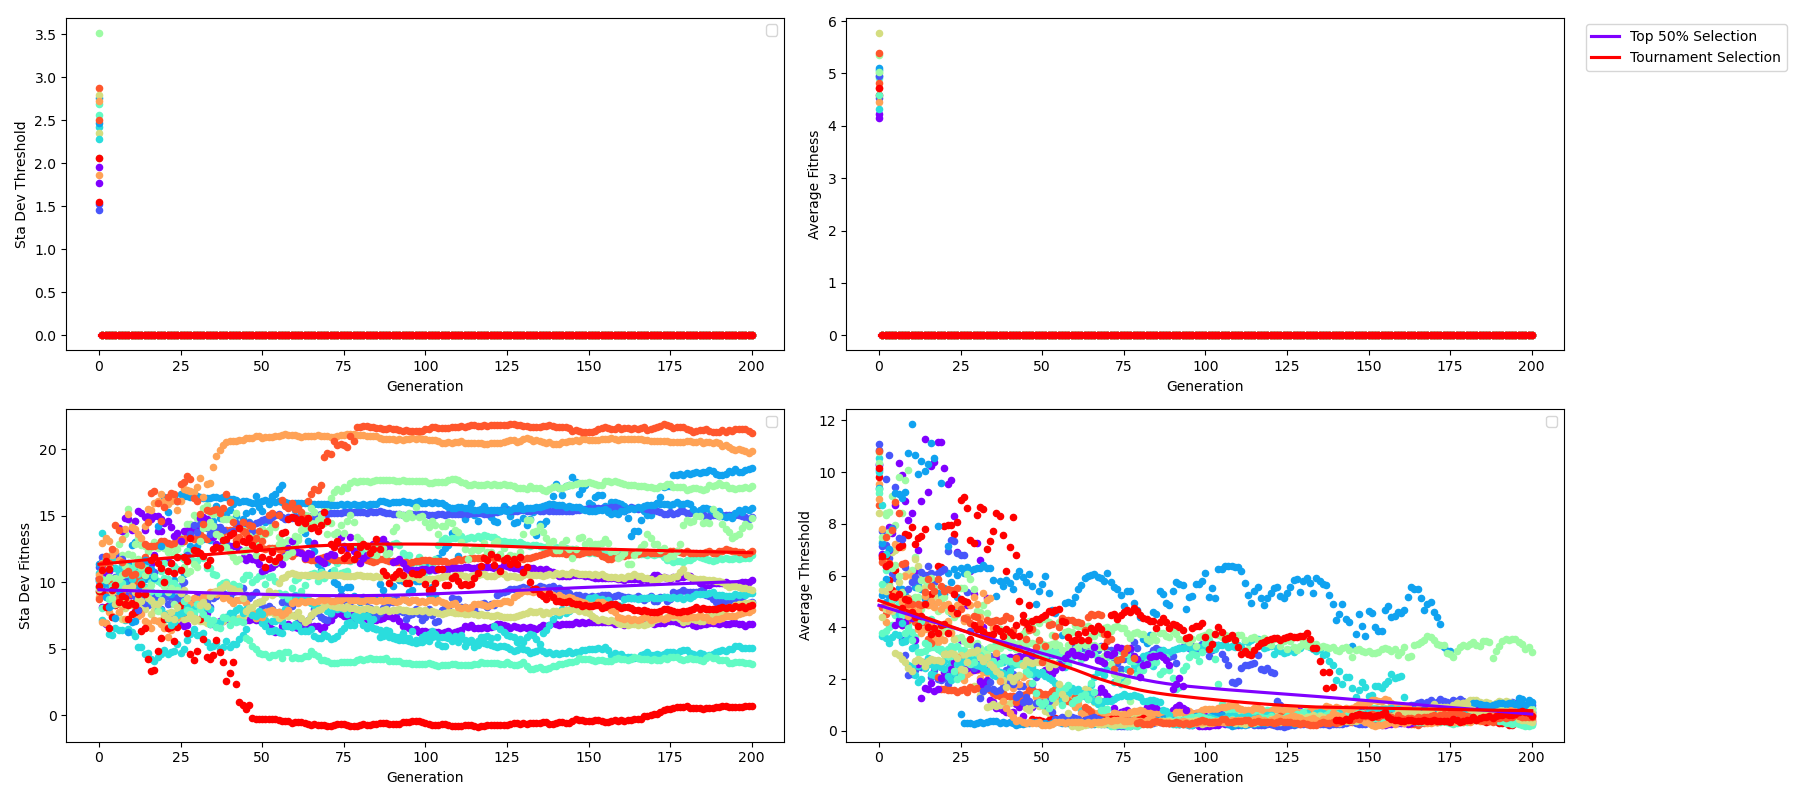 3.5
3.0
2.5
2.0
1.5
1.0
0.5
0.0
Sta Dev Threshold
0 25 50 75 100 125 150 175 200
Generation
6
5
4
3
2
1
0
Average Fitness
0 25 50 75 100 125 150 175 200
Generation
Top 50% Selection
Tournament Selection
20
15
10
5
0
Sta Dev Fitness
0 25 50 75 100 125 150 175 200
Generation
12
10
8
6
4
2
0
Average Threshold
0 25 50 75 100 125 150 175 200
Generation